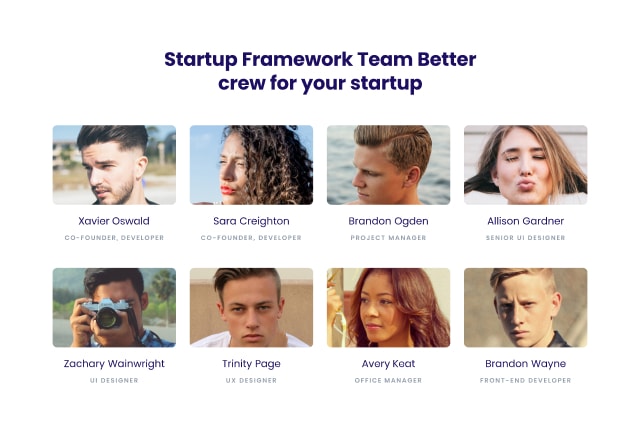 Startup Framework Team Better
crew for your startup
Xavier Oswald
CO-FOUNDER, DEVELOPER
Sara Creighton
CO-FOUNDER, DEVELOPER
Brandon Ogden
PROJECT MANAGER
Allison Gardner
SENIOR UI DESIGNER
Zachary Wainwright
UI DESIGNER
Trinity Page
UX DESIGNER
Avery Keat
OFFICE MANAGER
Brandon Wayne
FRONT-END DEVELOPER